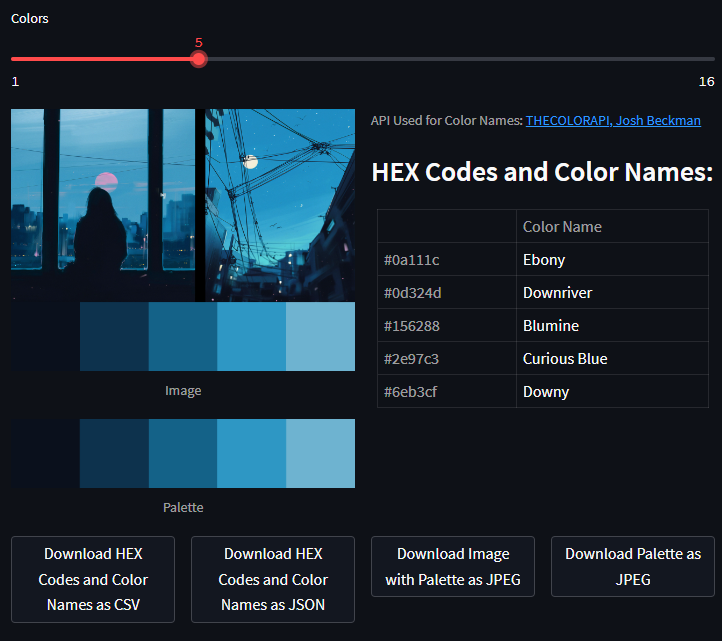 Colors
5
1
16
API Used for Color Names: THECOLORAPI, Josh Beckman
HEX Codes and Color Names:
Color Name
#0a111c Ebony
#0d324d Downriver
#156288 Blumine
#2e97c3 Curious Blue
#6eb3cf Downy
Image
Palette
Download HEX
Codes and Color
Names as CSV
Download HEX
Codes and Color
Names as JSON
Download Image
with Palette as JPEG
Download Palette as
JPEG